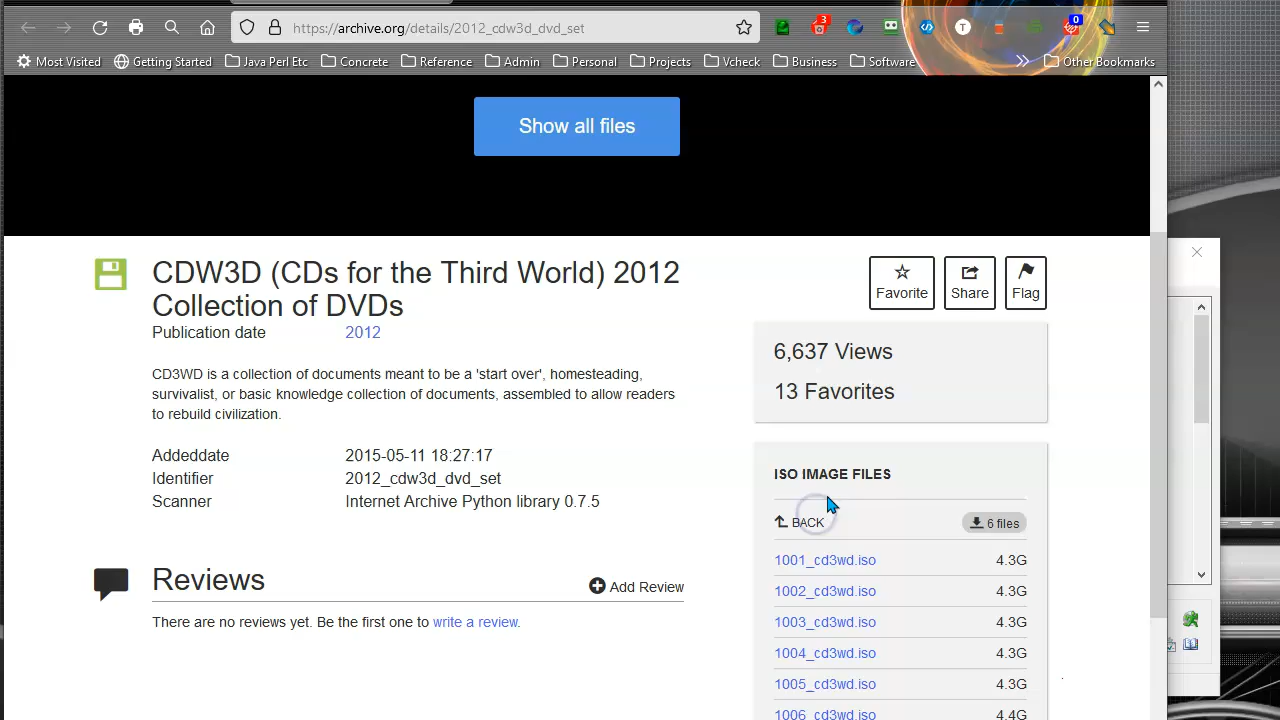 https://archive.org/details/2012_cdw3d_dvd_set
3
T
0
Most Visited
Getting Started
Java Perl Etc
Concrete
Reference
Admin
Personal
Projects
Vcheck
Business
Software
Other Bookmarks
Show all files
CDW3D (CDs for the Third World) 2012
Collection of DVDs
Favorite
Share
Flag
Publication date 2012
CD3WD is a collection of documents meant to be a 'start over', homesteading,
survivalist, or basic knowledge collection of documents, assembled to allow readers
to rebuild civilization.
6,637 Views
13 Favorites
Addeddate 2015-05-11 18:27:17
Identifier 2012_cdw3d_dvd_set
Scanner Internet Archive Python library 0.7.5
ISO IMAGE FILES
BACK
6 files
1001_cd3wd.iso 4.3G
1002_cd3wd.iso 4.3G
1003_cd3wd.iso 4.3G
1004_cd3wd.iso 4.3G
1005_cd3wd.iso 4.3G
1006_cd3wd.iso 4.4G
Reviews
Add Review
There are no reviews yet. Be the first one to write a review.